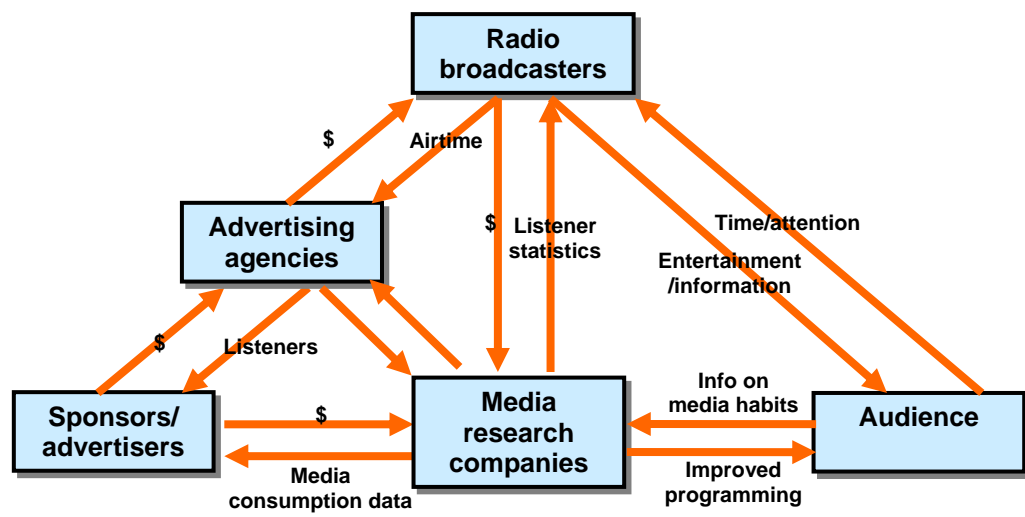 Radio
broadcasters
$
Airtime
Advertising
agencies
$
Listener
statistics
Time/attention
Entertainment
/information
$
Listeners
Sponsors/
advertisers
$
Media
consumption data
Media
research
companies
Info on
media habits
Improved
programming
Audience